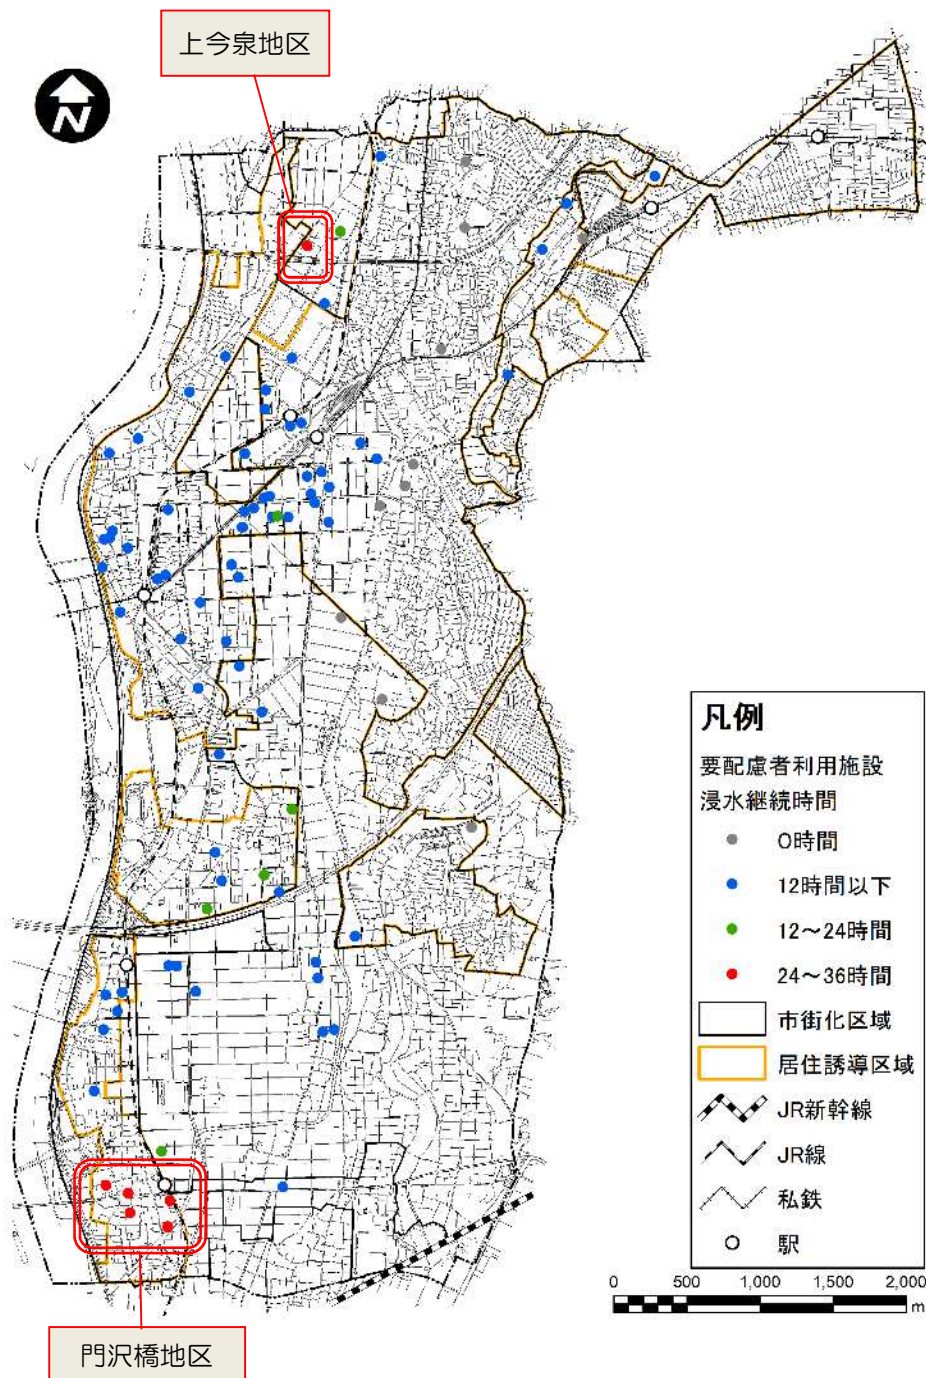 上今泉地区
N
凡例
要配慮者利用施設
浸水継続時間
0時間
12時間以下
12～24時間
24～36時間
市街化区域
居住誘導区域
JR新幹線
JR線
私鉄
駅
0 500 1,000 1,500 2,000
m
門沢橋地区